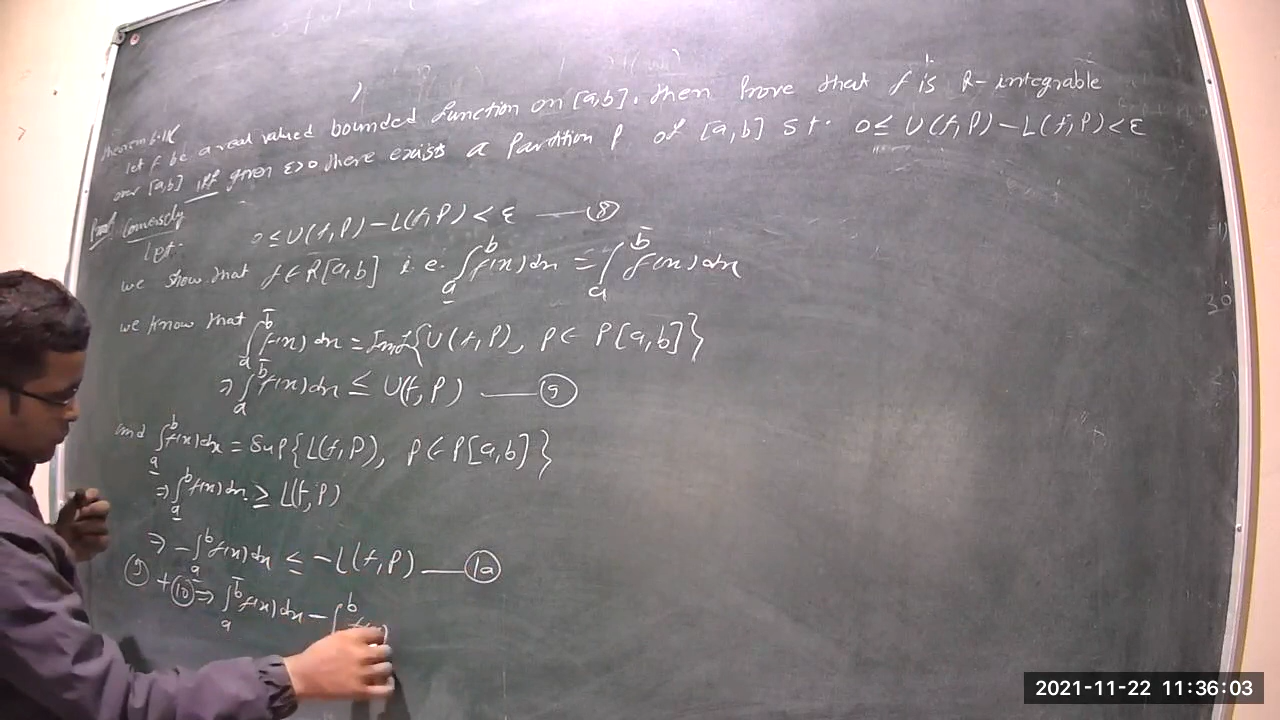 Theorem 6.1
let f be a real valued bounded function on [a,b]. then Prove that f is R-integrable
over [a,b] iff given ε>0 there exists a Partition P of [a,b] s.t. 0≤ U(f,P)-L(f,P)<ε
Proof Conversely
Let 0≤U(f,P)-L(f,P)<ε —— (8)
we show that f∈R[a,b] i.e. ∫_a̲^b f(x)dx = ∫_a^b̄ f(x)dx
we know that ∫_a^b̄ f(x)dx = Inf{U(f,P), P∈ P[a,b]}
⇒ ∫_a^b̄ f(x)dx ≤ U(f,P) —— (9)
and ∫_a̲^b f(x)dx = Sup{L(f,P), P∈P[a,b]}
⇒ ∫_a̲^b f(x)dx ≥ L(f,P)
⇒ -∫_a̲^b f(x)dx ≤ -L(f,P) —— (10)
(9) + (10) ⇒ ∫_a^b̄ f(x)dx - ∫^b f(x)
2021-11-22 11:36:03